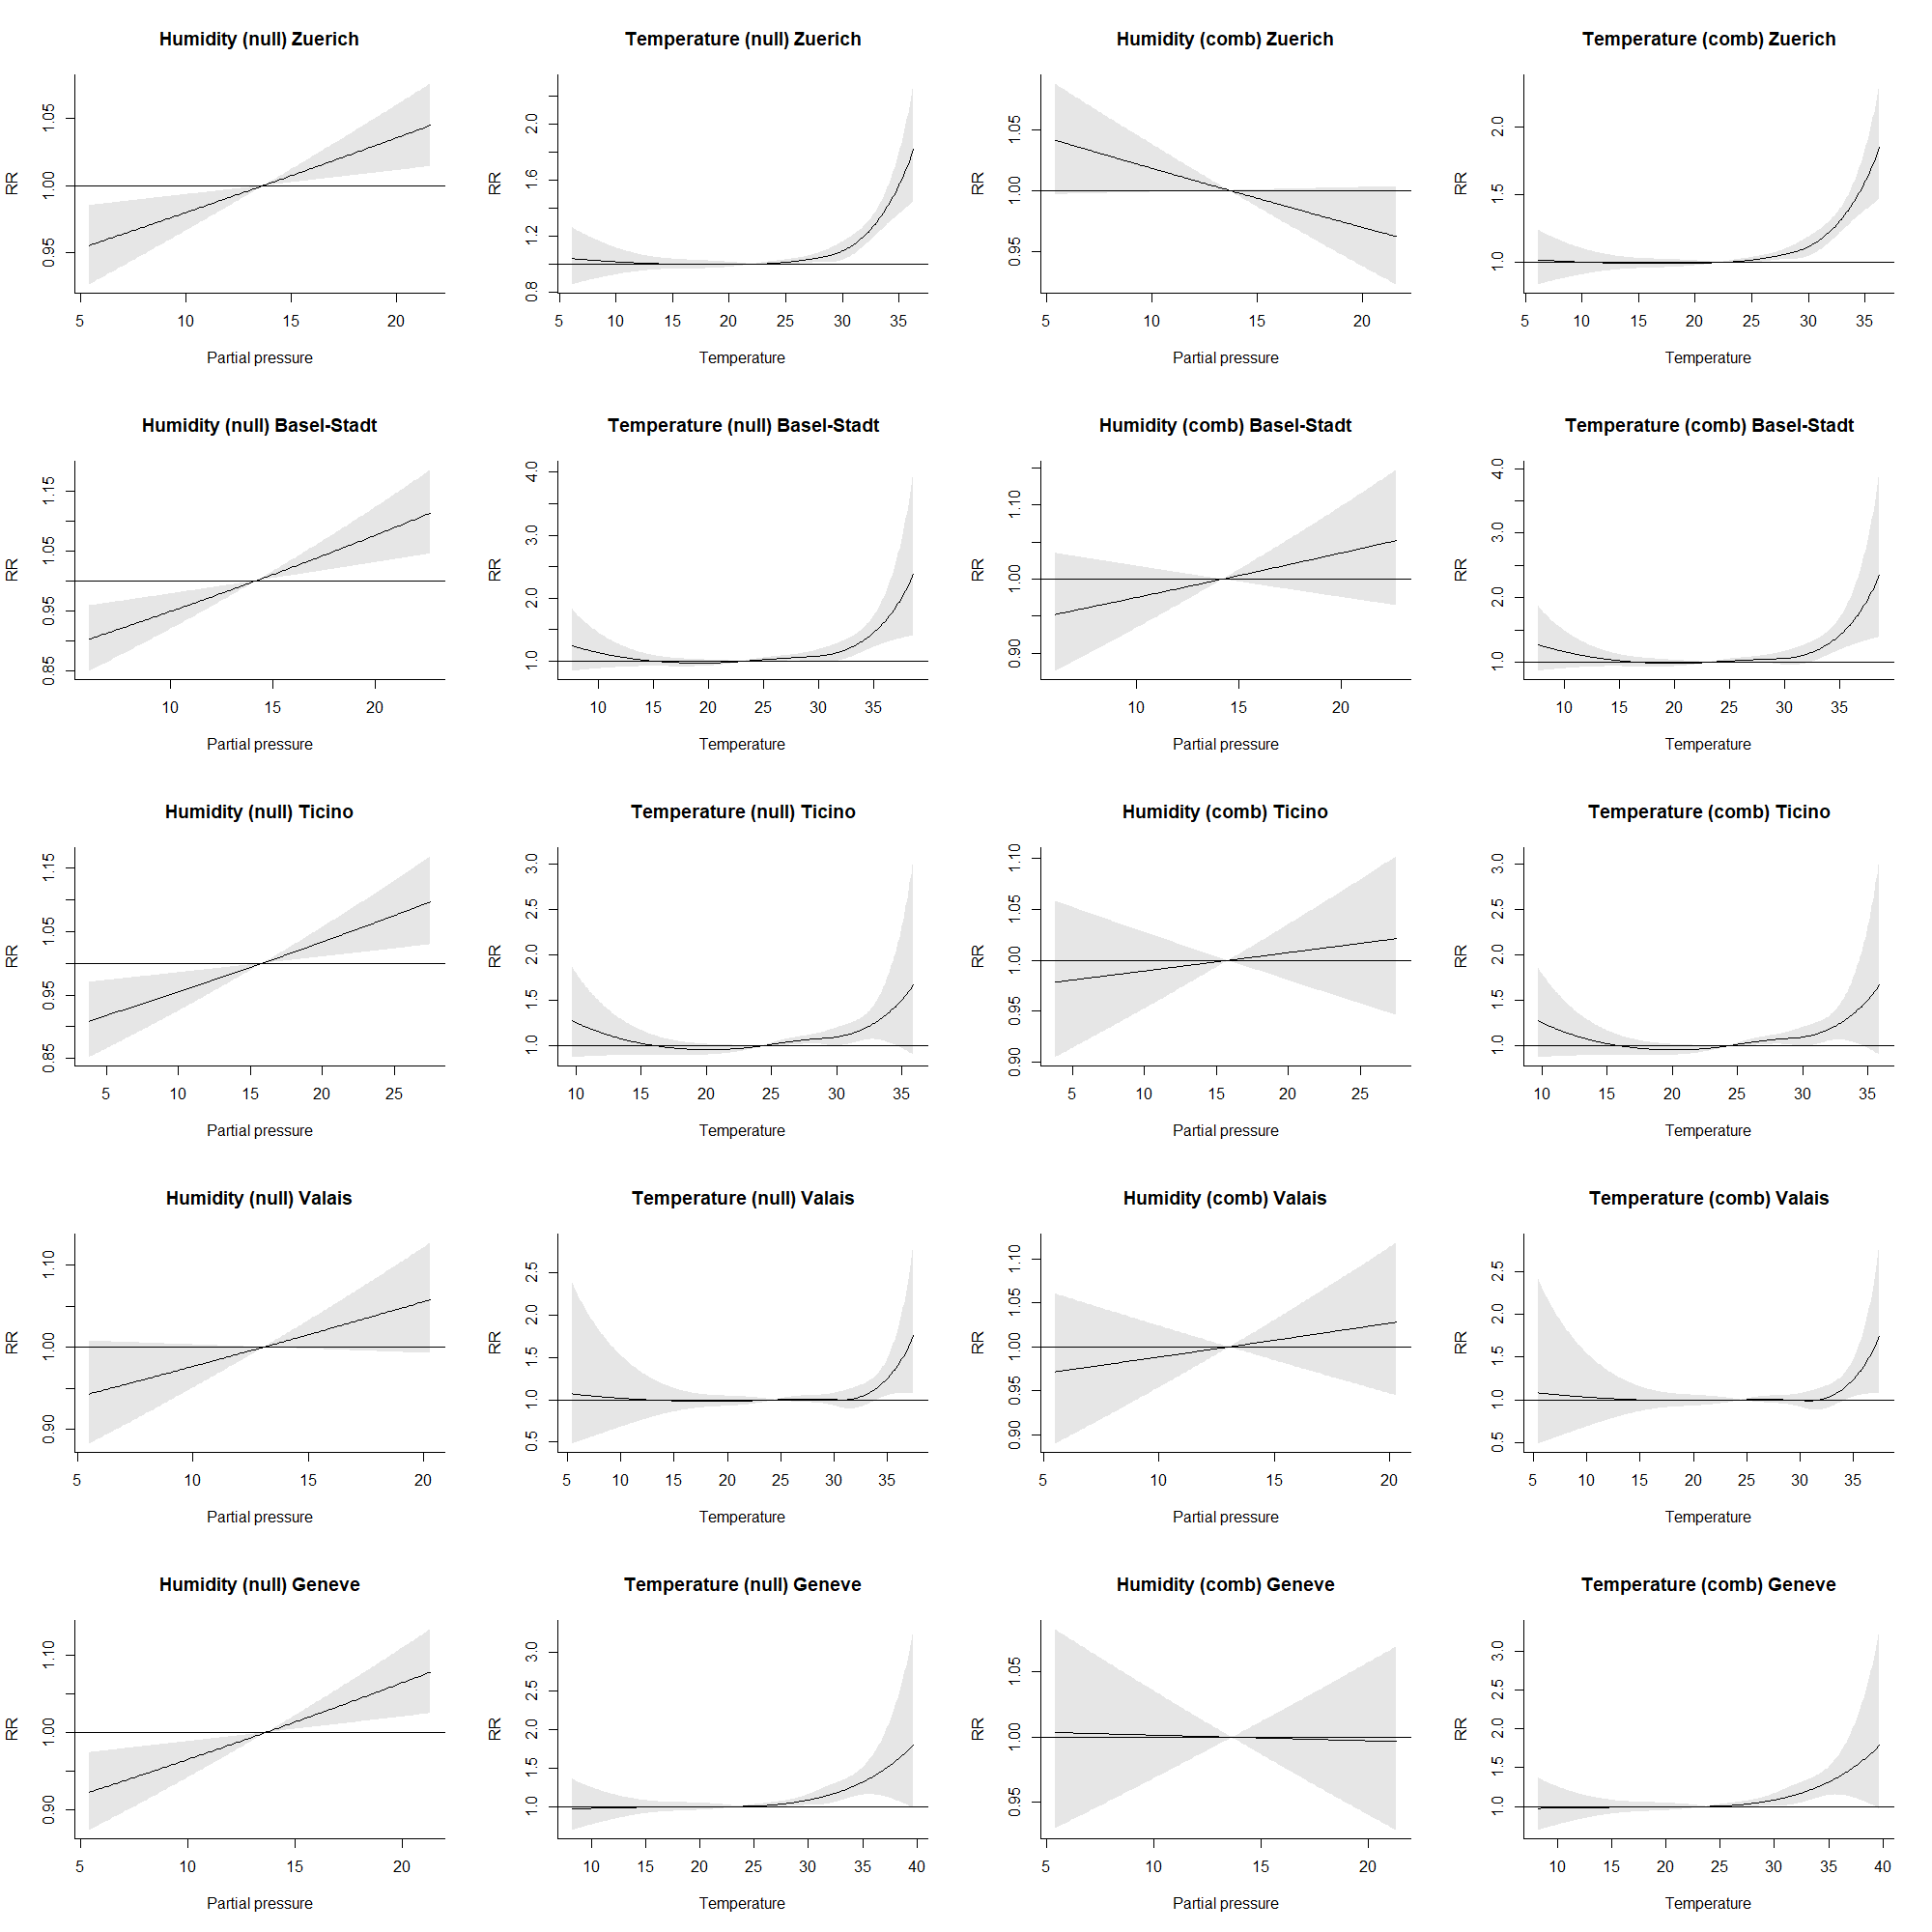 Humidity (null) Zuerich
RR
0.95 1.00 1.05
5 10 15 20
Partial pressure
Temperature (null) Zuerich
RR
0.8 1.2 1.6 2.0
5 10 15 20 25 30 35
Temperature
Humidity (comb) Zuerich
RR
0.95 1.00 1.05
5 10 15 20
Partial pressure
Temperature (comb) Zuerich
RR
1.0 1.5 2.0
5 10 15 20 25 30 35
Temperature
Humidity (null) Basel-Stadt
RR
0.85 0.95 1.05 1.15
10 15 20
Partial pressure
Temperature (null) Basel-Stadt
RR
1.0 2.0 3.0 4.0
10 15 20 25 30 35
Temperature
Humidity (comb) Basel-Stadt
RR
0.90 1.00 1.10
10 15 20
Partial pressure
Temperature (comb) Basel-Stadt
RR
1.0 2.0 3.0 4.0
10 15 20 25 30 35
Temperature
Humidity (null) Ticino
RR
0.85 0.95 1.05 1.15
5 10 15 20 25
Partial pressure
Temperature (null) Ticino
RR
1.0 1.5 2.0 2.5 3.0
10 15 20 25 30 35
Temperature
Humidity (comb) Ticino
RR
0.90 0.95 1.00 1.05 1.10
5 10 15 20 25
Partial pressure
Temperature (comb) Ticino
RR
1.0 1.5 2.0 2.5 3.0
10 15 20 25 30 35
Temperature
Humidity (null) Valais
RR
0.90 1.00 1.10
5 10 15 20
Partial pressure
Temperature (null) Valais
RR
0.5 1.0 1.5 2.0 2.5
5 10 15 20 25 30 35
Temperature
Humidity (comb) Valais
RR
0.90 0.95 1.00 1.05 1.10
5 10 15 20
Partial pressure
Temperature (comb) Valais
RR
0.5 1.0 1.5 2.0 2.5
5 10 15 20 25 30 35
Temperature
Humidity (null) Geneve
RR
0.90 1.00 1.10
5 10 15 20
Partial pressure
Temperature (null) Geneve
RR
1.0 1.5 2.0 2.5 3.0
10 15 20 25 30 35 40
Temperature
Humidity (comb) Geneve
RR
0.95 1.00 1.05
5 10 15 20
Partial pressure
Temperature (comb) Geneve
RR
1.0 1.5 2.0 2.5 3.0
10 15 20 25 30 35 40
Temperature